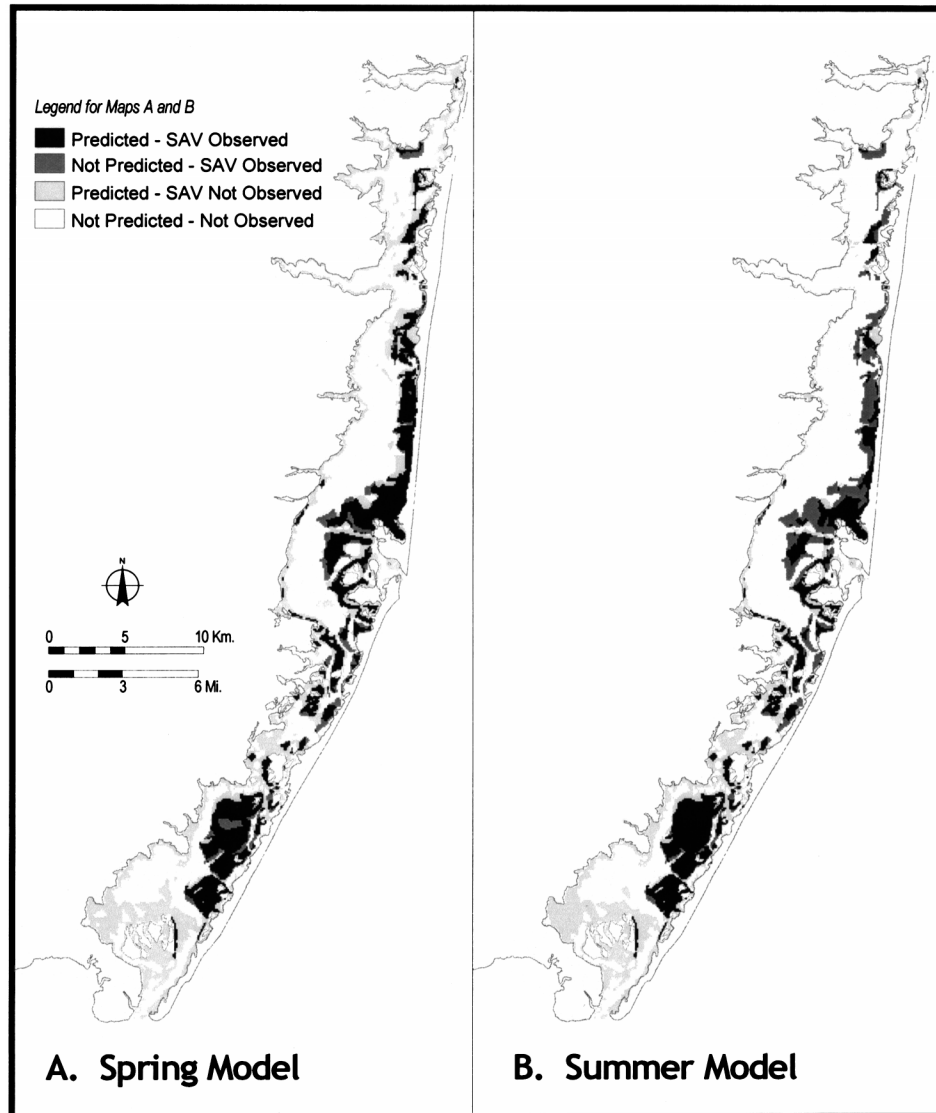 Legend for Maps A and B
Predicted - SAV Observed
Not Predicted - SAV Observed
Predicted - SAV Not Observed
Not Predicted - Not Observed
N
0 5 10 Km.
0 3 6 Mi.
A. Spring Model
B. Summer Model